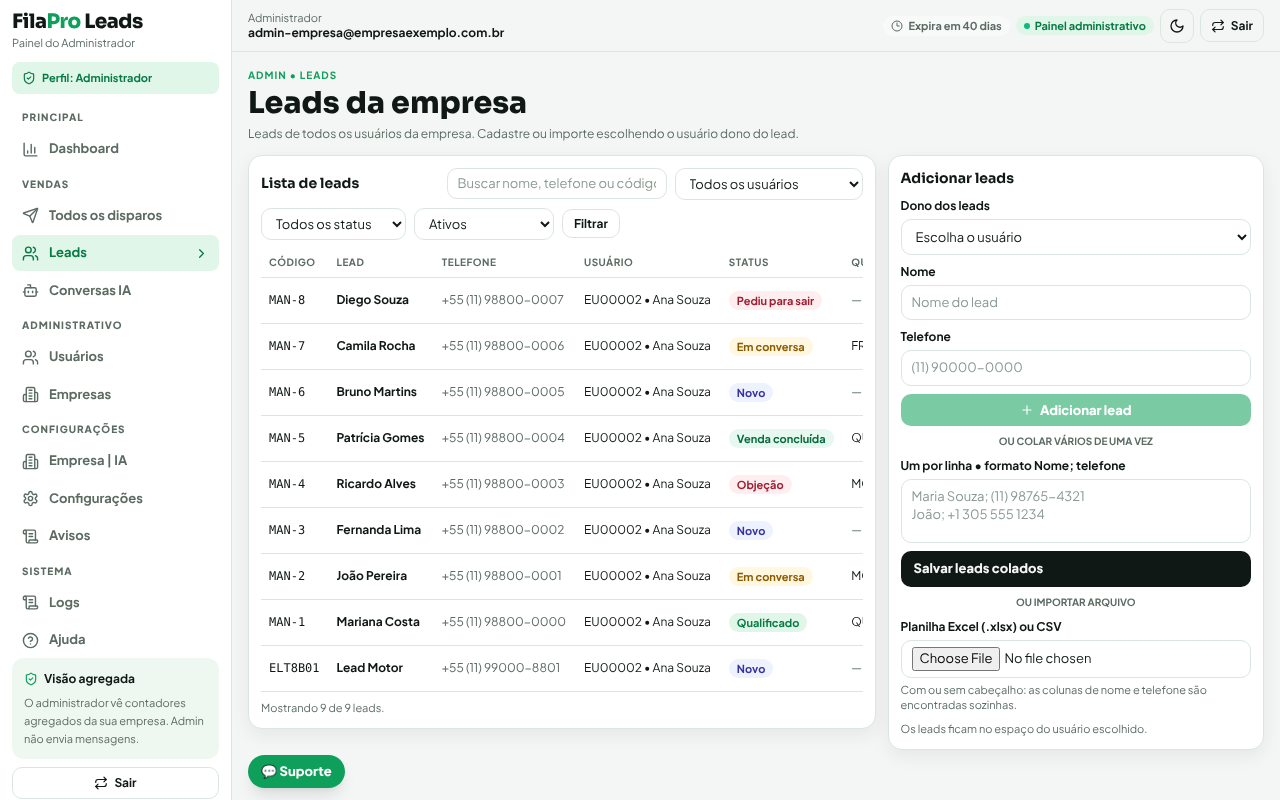 FilaPro Leads
Painel do Administrador
Perfil: Administrador
PRINCIPAL
Dashboard
VENDAS
Todos os disparos
Leads
Conversas IA
ADMINISTRATIVO
Usuários
Empresas
CONFIGURAÇÕES
Empresa | IA
Configurações
Avisos
SISTEMA
Logs
Ajuda
Visão agregada
O administrador vê contadores
agregados da sua empresa. Admin
não envia mensagens.
Sair
Administrador
admin-empresa@empresaexemplo.com.br
Expira em 40 dias
Painel administrativo
Sair
ADMIN • LEADS
Leads da empresa
Leads de todos os usuários da empresa. Cadastre ou importe escolhendo o usuário dono do lead.
Lista de leads
Buscar nome, telefone ou código
Todos os usuários
Todos os status
Ativos
Filtrar
CÓDIGO LEAD TELEFONE USUÁRIO STATUS QU
MAN-8 Diego Souza +55 (11) 98800-0007 EU00002 • Ana Souza Pediu para sair —
MAN-7 Camila Rocha +55 (11) 98800-0006 EU00002 • Ana Souza Em conversa FR
MAN-6 Bruno Martins +55 (11) 98800-0005 EU00002 • Ana Souza Novo —
MAN-5 Patrícia Gomes +55 (11) 98800-0004 EU00002 • Ana Souza Venda concluída QU
MAN-4 Ricardo Alves +55 (11) 98800-0003 EU00002 • Ana Souza Objeção MO
MAN-3 Fernanda Lima +55 (11) 98800-0002 EU00002 • Ana Souza Novo —
MAN-2 João Pereira +55 (11) 98800-0001 EU00002 • Ana Souza Em conversa MO
MAN-1 Mariana Costa +55 (11) 98800-0000 EU00002 • Ana Souza Qualificado QU
ELT8B01 Lead Motor +55 (11) 99000-8801 EU00002 • Ana Souza Novo —
Mostrando 9 de 9 leads.
Adicionar leads
Dono dos leads
Escolha o usuário
Nome
Nome do lead
Telefone
(11) 90000-0000
+ Adicionar lead
OU COLAR VÁRIOS DE UMA VEZ
Um por linha • formato Nome; telefone
Maria Souza; (11) 98765-4321
João; +1 305 555 1234
Salvar leads colados
OU IMPORTAR ARQUIVO
Planilha Excel (.xlsx) ou CSV
Choose File No file chosen
Com ou sem cabeçalho: as colunas de nome e telefone são
encontradas sozinhas.
Os leads ficam no espaço do usuário escolhido.
💬 Suporte